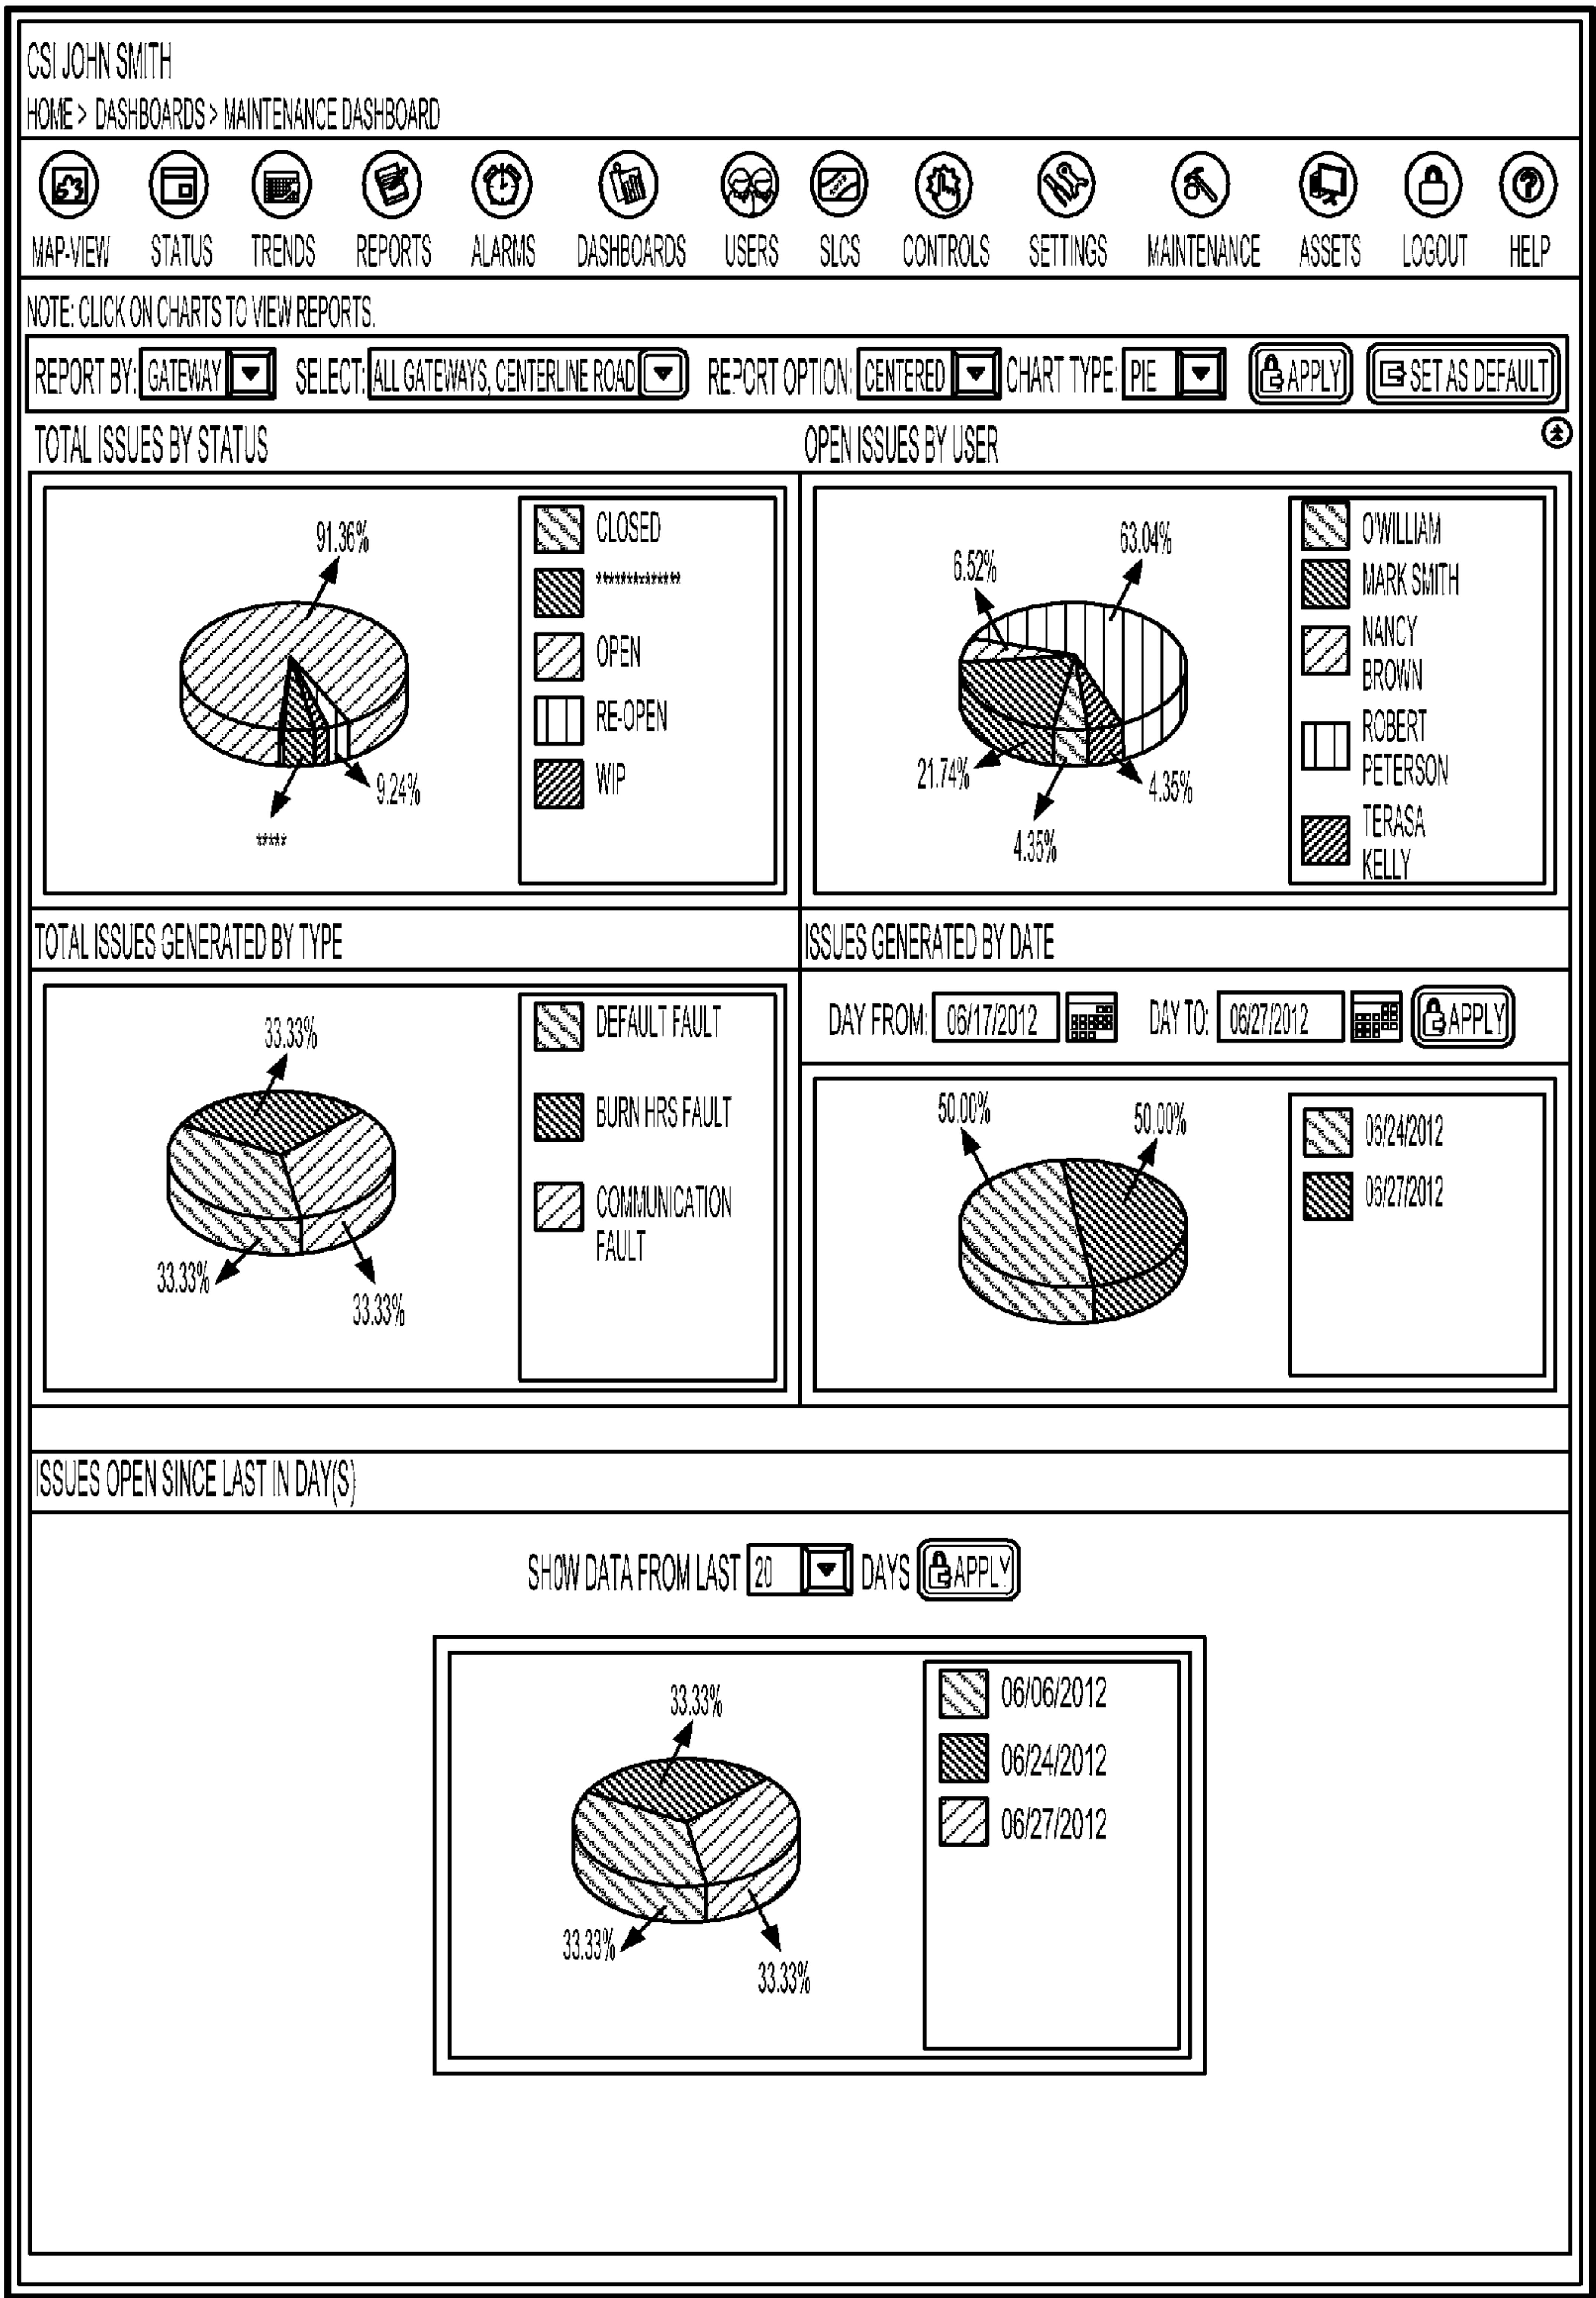 CSI JOHN SMITH
HOME > DASHBOARDS > MAINTENANCE DASHBOARD
MAP-VIEW STATUS TRENDS REPORTS ALARMS DASHBOARDS USERS SLCS CONTROLS SETTINGS MAINTENANCE ASSETS LOGOUT HELP
NOTE: CLICK ON CHARTS TO VIEW REPORTS.
REPORT BY: GATEWAY SELECT: ALL GATEWAYS, CENTERLINE ROAD REPORT OPTION: CENTERED CHART TYPE: PIE APPLY SET AS DEFAULT
TOTAL ISSUES BY STATUS
91.36%
9.24%
*****
CLOSED
*************
OPEN
RE-OPEN
WIP
OPEN ISSUES BY USER
63.04%
6.52%
21.74%
4.35%
4.35%
O'WILLIAM
MARK SMITH
NANCY
BROWN
ROBERT
PETERSON
TERASA
KELLY
TOTAL ISSUES GENERATED BY TYPE
33.33%
33.33%
33.33%
DEFAULT FAULT
BURN HRS FAULT
COMMUNICATION
FAULT
ISSUES GENERATED BY DATE
DAY FROM: 06/17/2012 DAY TO: 06/27/2012 APPLY
50.00%
50.00%
06/24/2012
06/27/2012
ISSUES OPEN SINCE LAST IN DAY(S)
SHOW DATA FROM LAST 20 DAYS APPLY
33.33%
33.33%
33.33%
06/06/2012
06/24/2012
06/27/2012